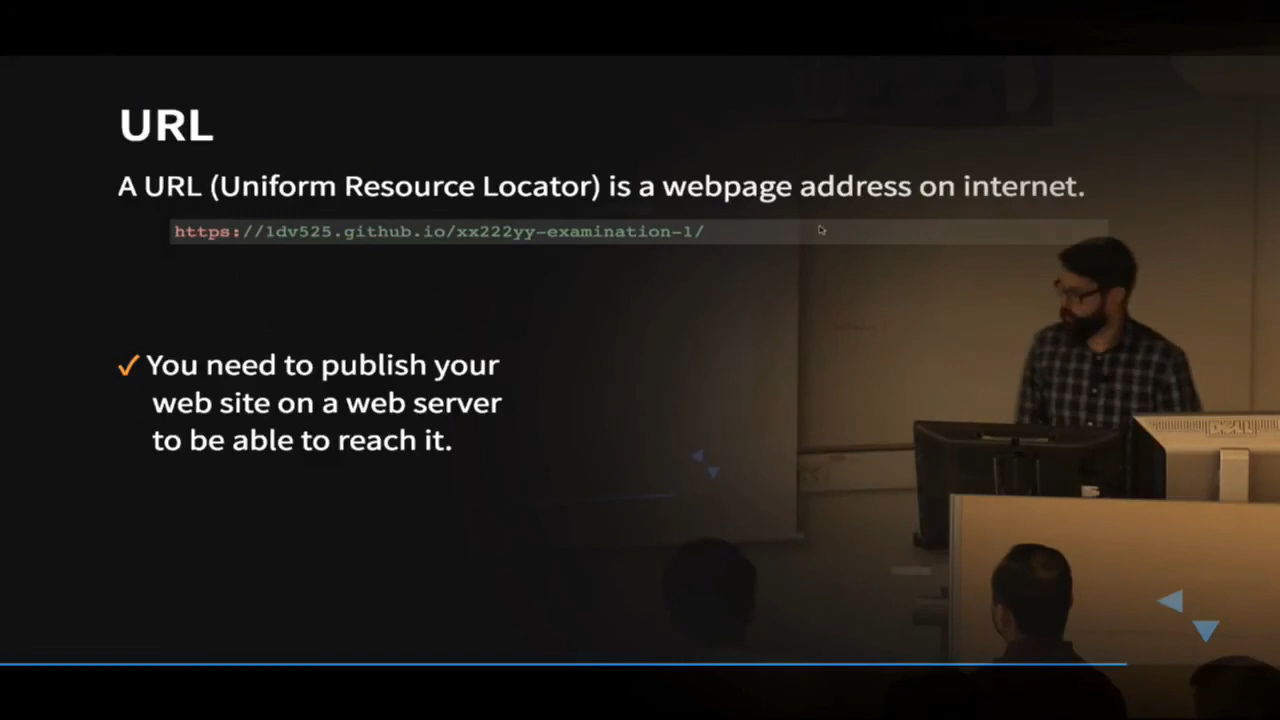 URL
A URL (Uniform Resource Locator) is a webpage address on internet.
https://1dv525.github.io/xx222yy-examination-1/
✓ You need to publish your
web site on a web server
to be able to reach it.
DELL